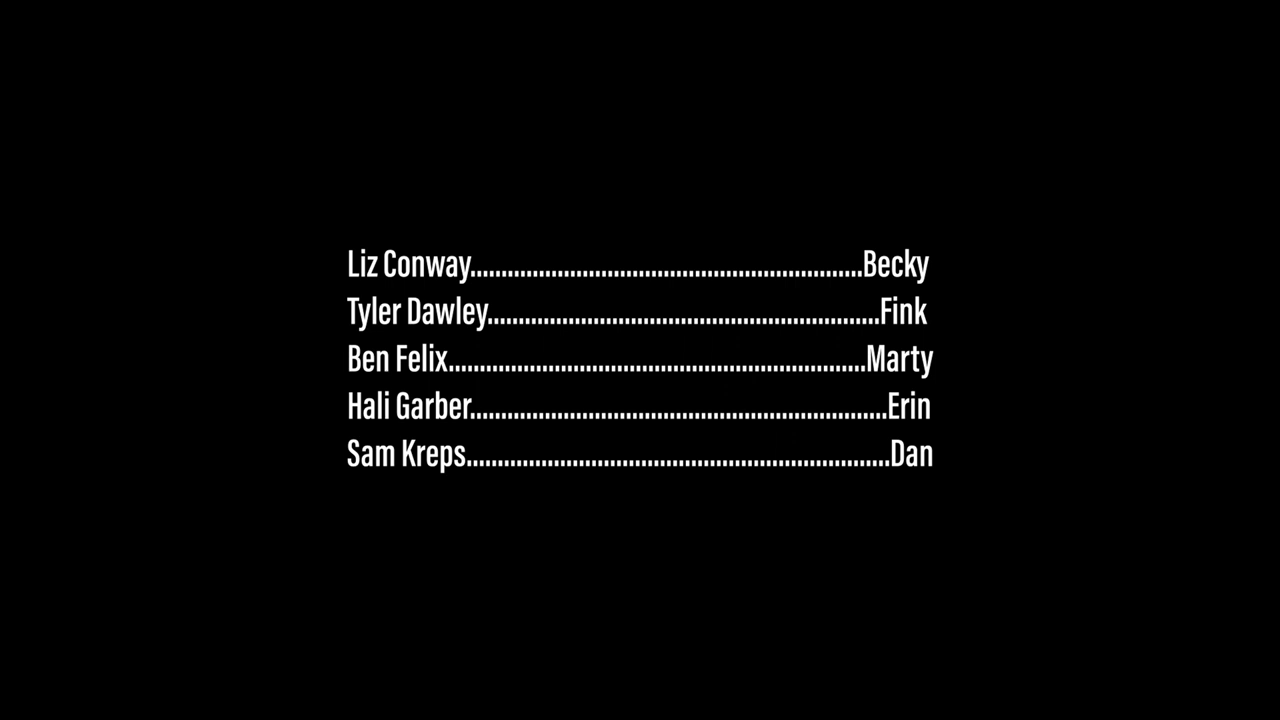 Liz Conway...............................................................Becky
Tyler Dawley...............................................................Fink
Ben Felix...................................................................Marty
Hali Garber...................................................................Erin
Sam Kreps....................................................................Dan